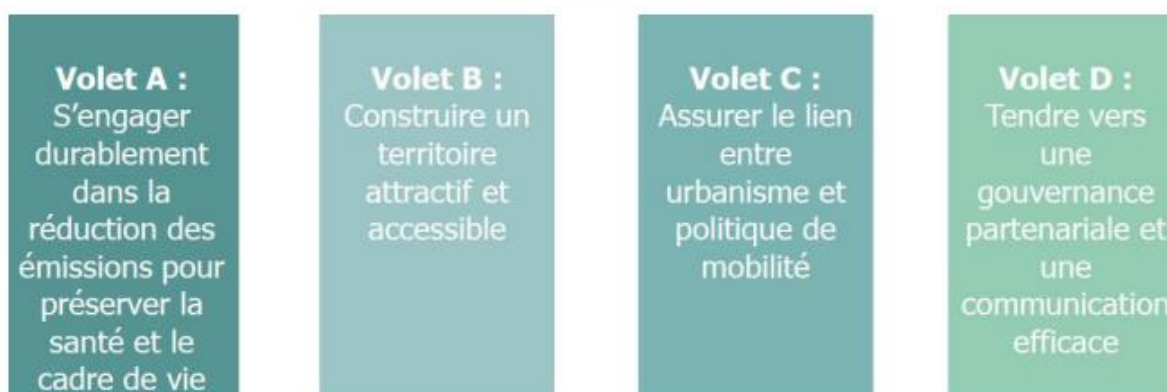 Volet A :
S’engager
durablement
dans la
réduction des
émissions pour
préserver la
santé et le
cadre de vie
Volet B :
Construire un
territoire
attractif et
accessible
Volet C :
Assurer le lien
entre
urbanisme et
politique de
mobilité
Volet D :
Tendre vers
une
gouvernance
partenariale et
une
communication
efficace